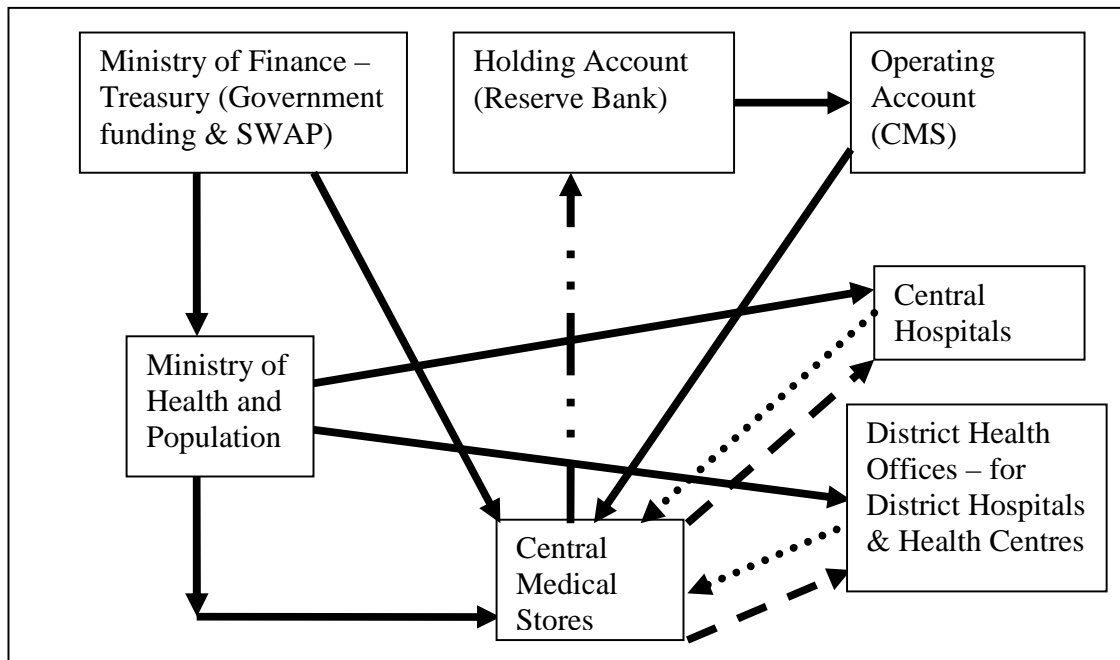 Ministry of Finance –
Treasury (Government
funding & SWAP)
Holding Account
(Reserve Bank)
Operating
Account
(CMS)
Central
Hospitals
Ministry of
Health and
Population
District Health
Offices – for
District Hospitals
& Health Centres
Central
Medical
Stores